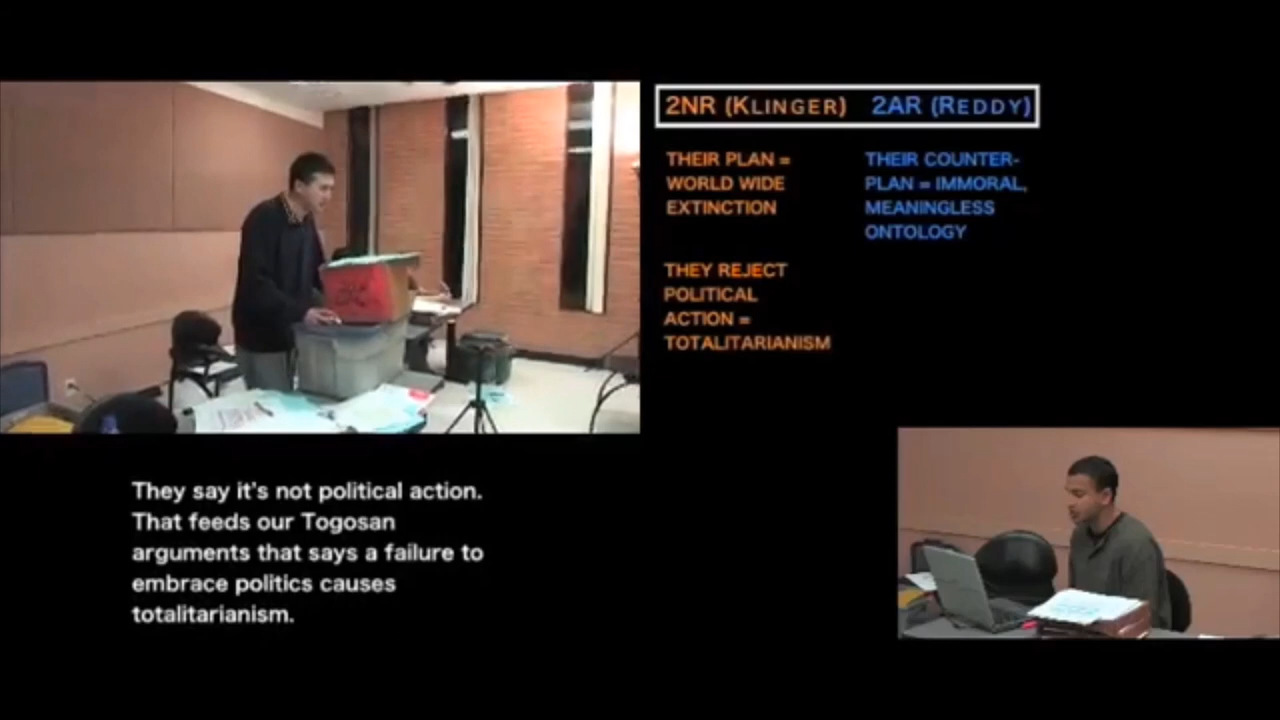 2NR (KLINGER) 2AR (REDDY)
THEIR PLAN =
WORLD WIDE
EXTINCTION
THEY REJECT
POLITICAL
ACTION =
TOTALITARIANISM
THEIR COUNTER-
PLAN = IMMORAL,
MEANINGLESS
ONTOLOGY
They say it's not political action.
That feeds our Togosan
arguments that says a failure to
embrace politics causes
totalitarianism.